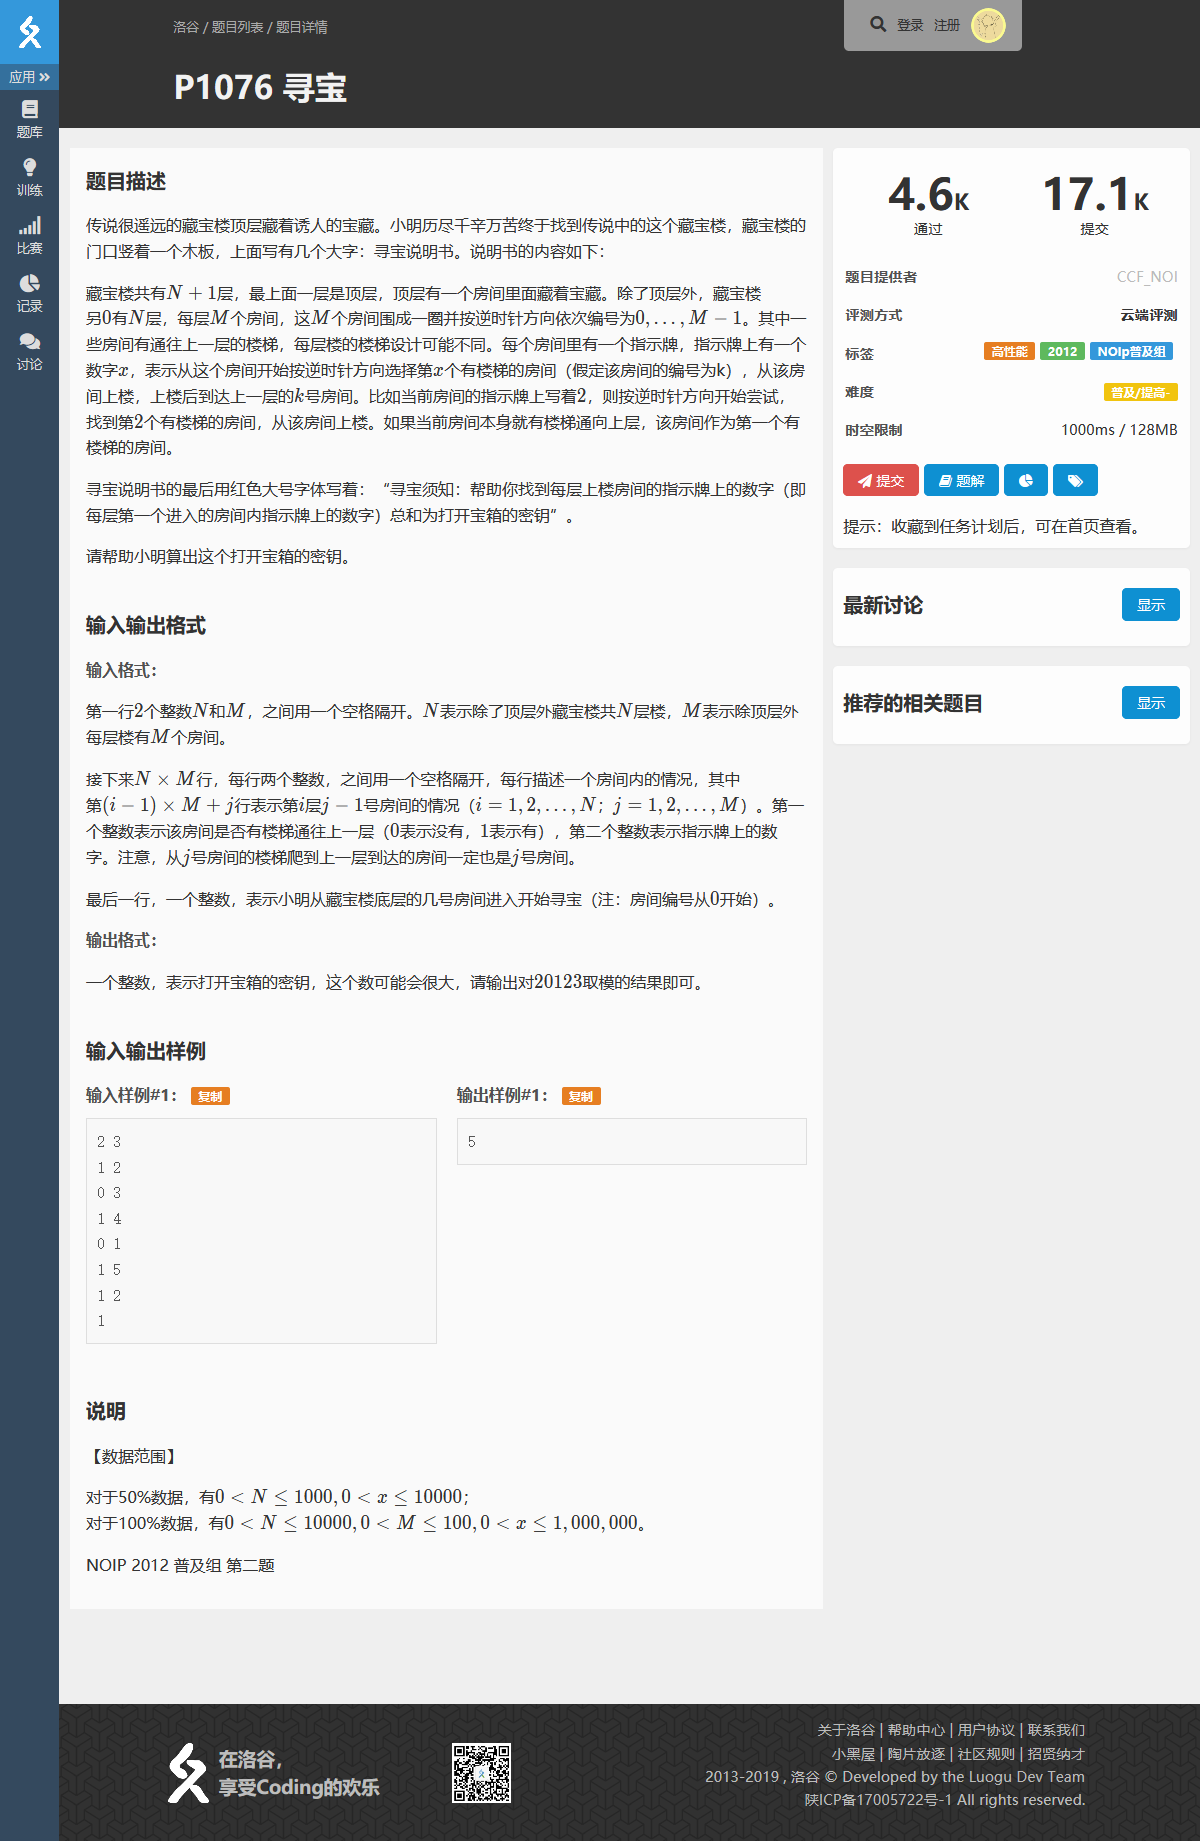 洛谷 / 题目列表 / 题目详情
登录 注册
P1076 寻宝
应用
题库
训练
比赛
记录
讨论
题目描述
传说很遥远的藏宝楼顶层藏着诱人的宝藏。小明历尽千辛万苦终于找到传说中的这个藏宝楼，藏宝楼的
门口竖着一个木板，上面写有几个大字：寻宝说明书。说明书的内容如下：
藏宝楼共有N + 1层，最上面一层是顶层，顶层有一个房间里面藏着宝藏。除了顶层外，藏宝楼
另0有N层，每层M个房间，这M个房间围成一圈并按逆时针方向依次编号为0, . . . , M − 1。其中一
些房间有通往上一层的楼梯，每层楼的楼梯设计可能不同。每个房间里有一个指示牌，指示牌上有一个
数字x，表示从这个房间开始按逆时针方向选择第x个有楼梯的房间（假定该房间的编号为k），从该房
间上楼，上楼后到达上一层的k号房间。比如当前房间的指示牌上写着2，则按逆时针方向开始尝试，
找到第2个有楼梯的房间，从该房间上楼。如果当前房间本身就有楼梯通向上层，该房间作为第一个有
楼梯的房间。
寻宝说明书的最后用红色大号字体写着：“寻宝须知：帮助你找到每层上楼房间的指示牌上的数字（即
每层第一个进入的房间内指示牌上的数字）总和为打开宝箱的密钥”。
请帮助小明算出这个打开宝箱的密钥。
输入输出格式
输入格式：
第一行2个整数N和M，之间用一个空格隔开。N表示除了顶层外藏宝楼共N层楼，M表示除顶层外
每层楼有M个房间。
接下来N × M行，每行两个整数，之间用一个空格隔开，每行描述一个房间内的情况，其中
第(i − 1) × M + j行表示第i层j − 1号房间的情况（i = 1, 2, . . . , N；j = 1, 2, . . . , M）。第一
个整数表示该房间是否有楼梯通往上一层（0表示没有，1表示有），第二个整数表示指示牌上的数
字。注意，从j号房间的楼梯爬到上一层到达的房间一定也是j号房间。
最后一行，一个整数，表示小明从藏宝楼底层的几号房间进入开始寻宝（注：房间编号从0开始）。
输出格式：
一个整数，表示打开宝箱的密钥，这个数可能会很大，请输出对20123取模的结果即可。
输入输出样例
输入样例#1： 复制
2 3
1 2
0 3
1 4
0 1
1 5
1 2
1
输出样例#1： 复制
5
说明
【数据范围】
对于50%数据，有0 < N ≤ 1000, 0 < x ≤ 10000；
对于100%数据，有0 < N ≤ 10000, 0 < M ≤ 100, 0 < x ≤ 1, 000, 000。
NOIP 2012 普及组 第二题
4.6K 17.1K
通过 提交
题目提供者 CCF_NOI
评测方式 云端评测
标签 高性能 2012 NOIp普及组
难度 普及/提高-
时空限制 1000ms / 128MB
提交 题解
提示：收藏到任务计划后，可在首页查看。
最新讨论 显示
推荐的相关题目 显示
在洛谷，
享受Coding的欢乐
关于洛谷 | 帮助中心 | 用户协议 | 联系我们
小黑屋 | 陶片放逐 | 社区规则 | 招贤纳才
2013-2019 , 洛谷 © Developed by the Luogu Dev Team
陕ICP备17005722号-1 All rights reserved.